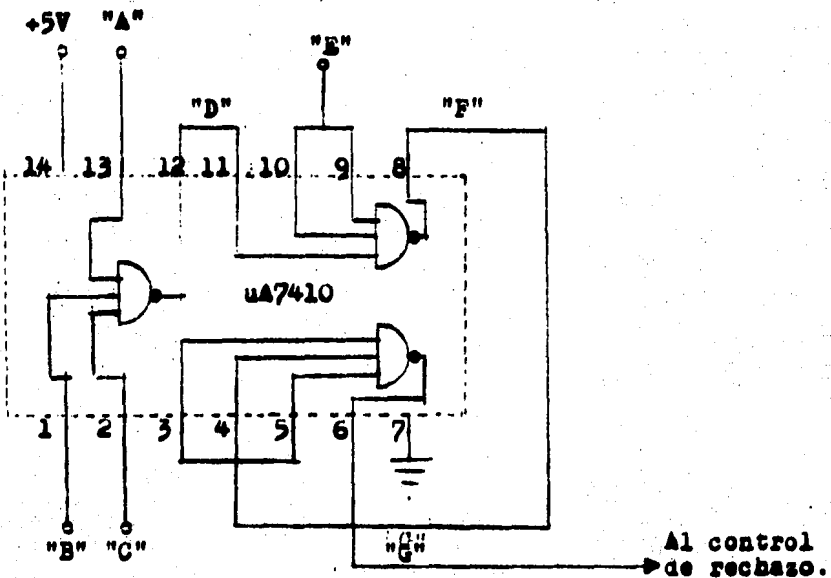 +5V "A"
"E"
"D"
"F"
14 13 12 11 10 9 8
uA7410
1 2 3 4 5 6 7
"B" "C"
"G"
Al control
de rechazo.